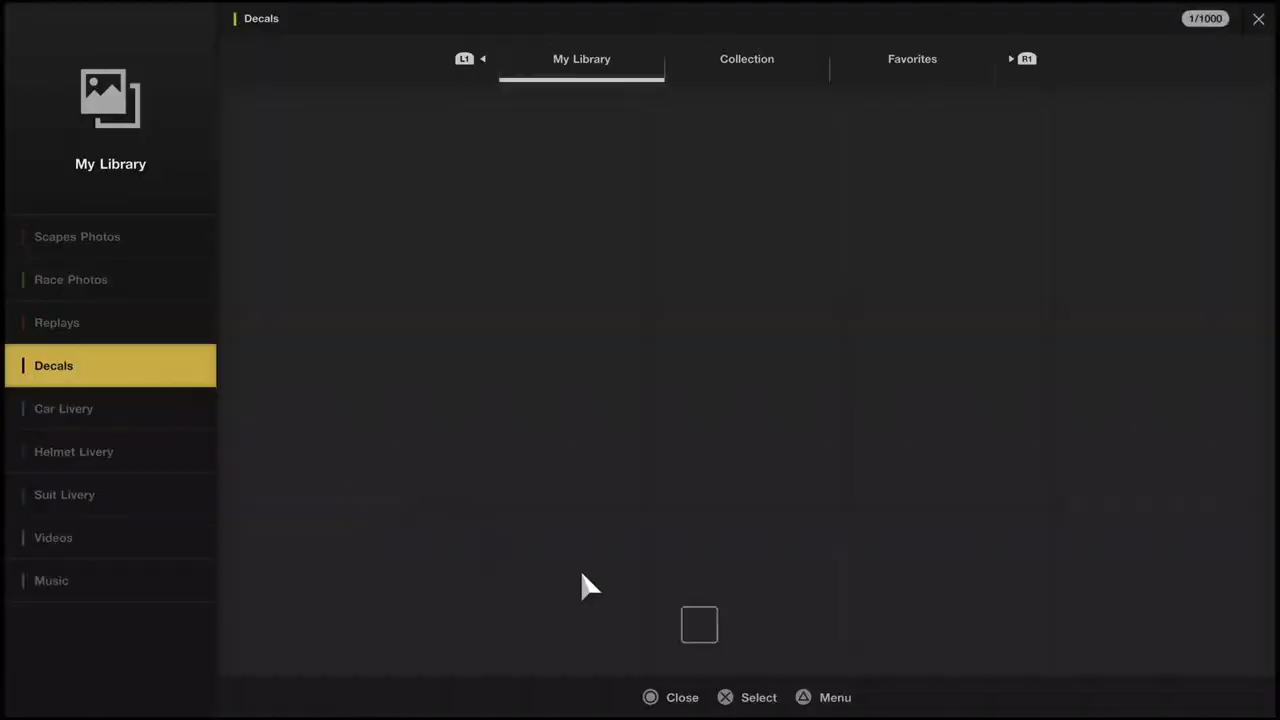 Decals
1/1000
L1
My Library
Collection
Favorites
R1
My Library
Scapes Photos
Race Photos
Replays
Decals
Car Livery
Helmet Livery
Suit Livery
Videos
Music
Close
Select
Menu